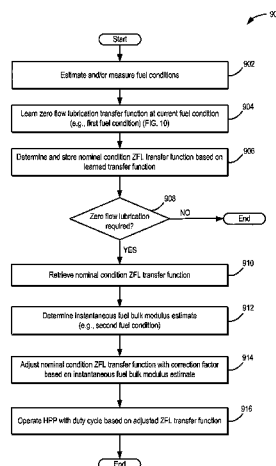 90
Start
902
Estimate and/or measure fuel conditions
904
Learn zero flow lubrication transfer function at current fuel condition
(e.g., first fuel condition) (FIG. 10)
906
Determine and store nominal condition ZFL transfer function based on
learned transfer function
908
Zero flow lubrication
required?
NO
End
YES
910
Retrieve nominal condition ZFL transfer function
912
Determine instantaneous fuel bulk modulus estimate
(e.g., second fuel condition)
914
Adjust nominal condition ZFL transfer function with correction factor
based on instantaneous fuel bulk modulus estimate
916
Operate HPP with duty cycle based on adjusted ZFL transfer function
End